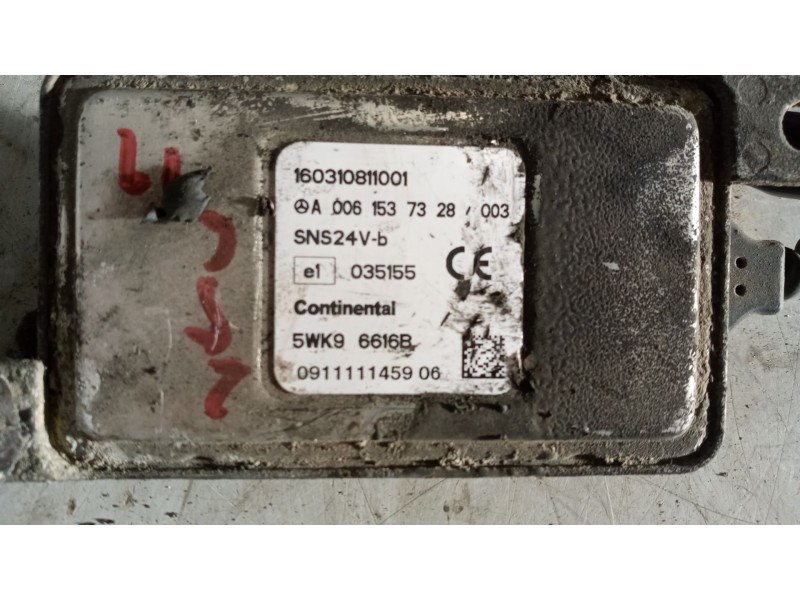 160310811001
A 006 153 73 28 / 003
SNS24V-b
e1 035155
CE
Continental
5WK9 6616B
0911111459 06